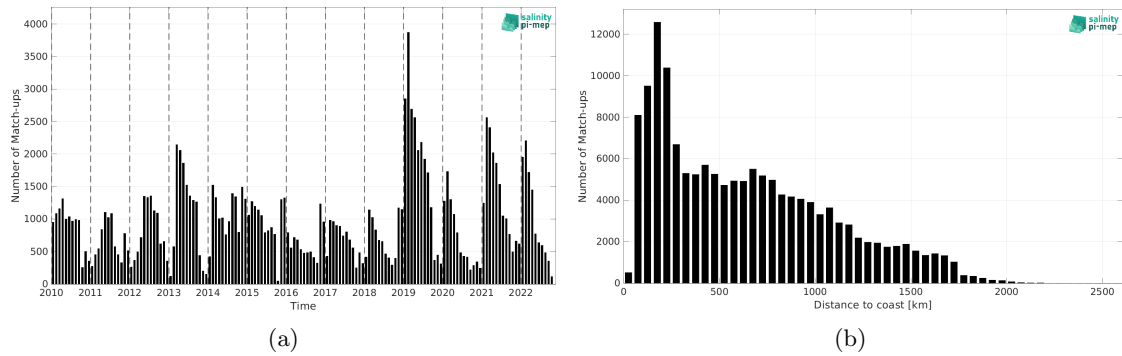 salinity
pi-mep
Number of Match-ups
4000
3500
3000
2500
2000
1500
1000
500
0
2010 2011 2012 2013 2014 2015 2016 2017 2018 2019 2020 2021 2022
Time
(a)
salinity
pi-mep
Number of Match-ups
12000
10000
8000
6000
4000
2000
0
0 500 1000 1500 2000 2500
Distance to coast [km]
(b)